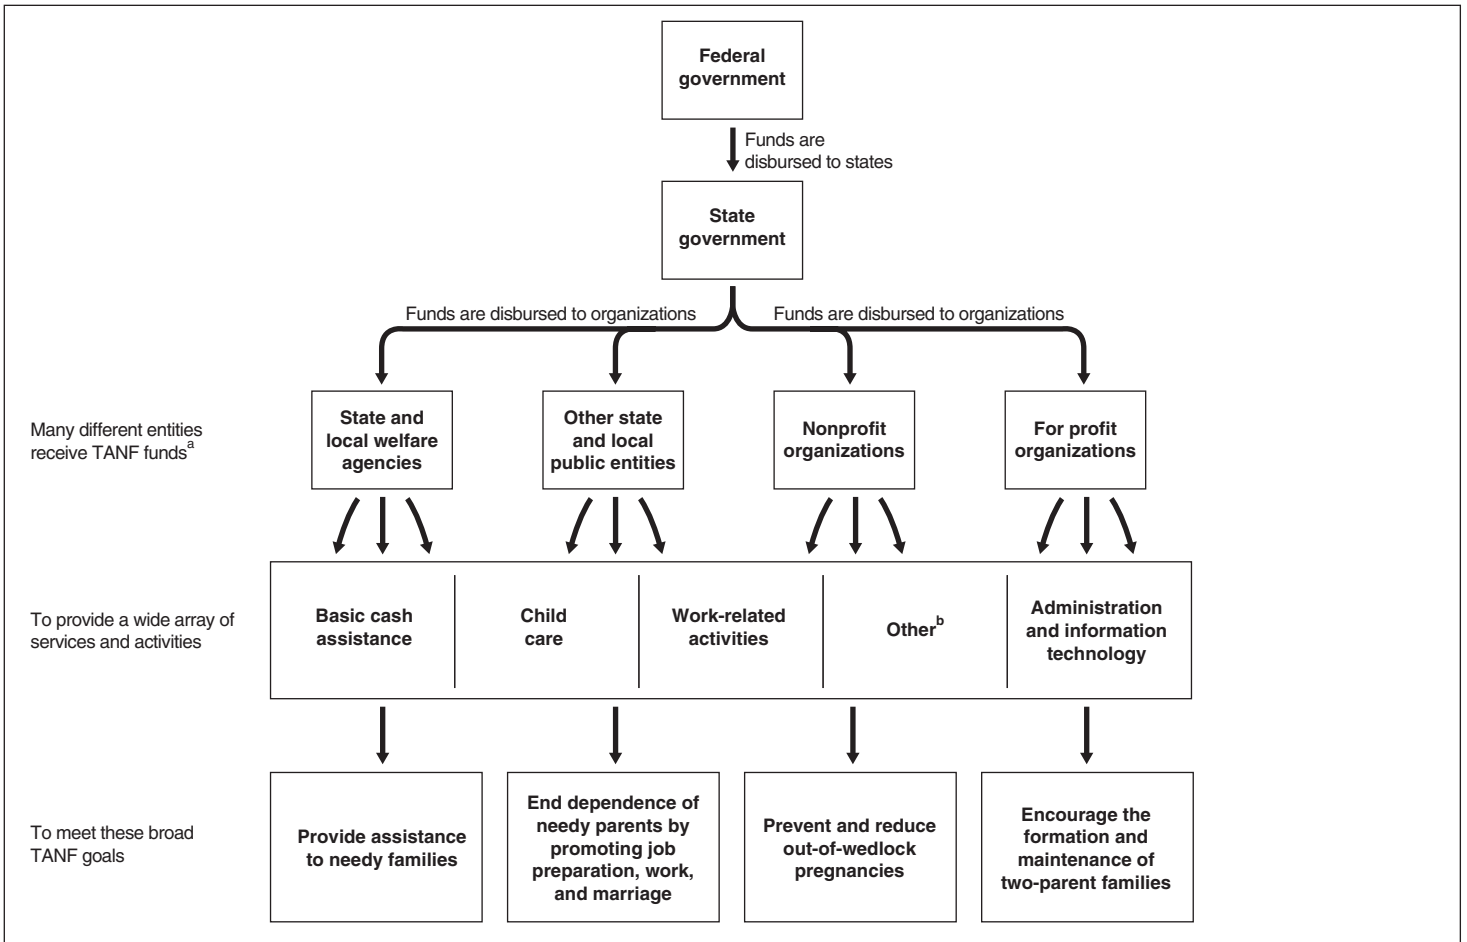 Federal
government
Funds are
disbursed to states
State
government
Funds are disbursed to organizations
Funds are disbursed to organizations
Many different entities
receive TANF fundsa
State and
local welfare
agencies
Other state
and local
public entities
Nonprofit
organizations
For profit
organizations
To provide a wide array of
services and activities
Basic cash
assistance
Child
care
Work-related
activities
Otherb
Administration
and information
technology
To meet these broad
TANF goals
Provide assistance
to needy families
End dependence of
needy parents by
promoting job
preparation, work,
and marriage
Prevent and reduce
out-of-wedlock
pregnancies
Encourage the
formation and
maintenance of
two-parent families